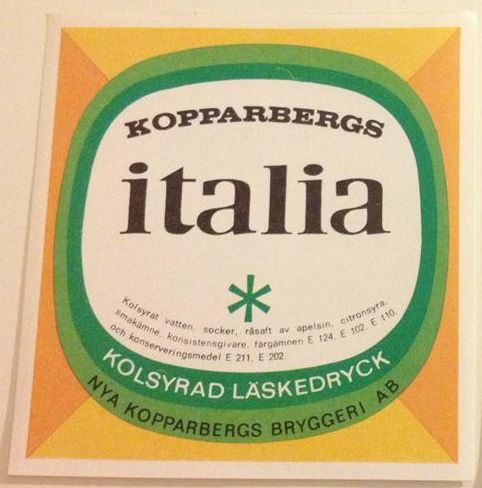 KOPPARBERGS
italia
*
Kolsyrat vatten, socker, råsaft av apelsin, citronsyra,
smakämne, konsistensgivare, färgämnen E 124, E 102, E 110
och konserveringsmedel E 211, E 202
KOLSYRAD LÄSKEDRYCK
NYA KOPPARBERGS BRYGGERI AB